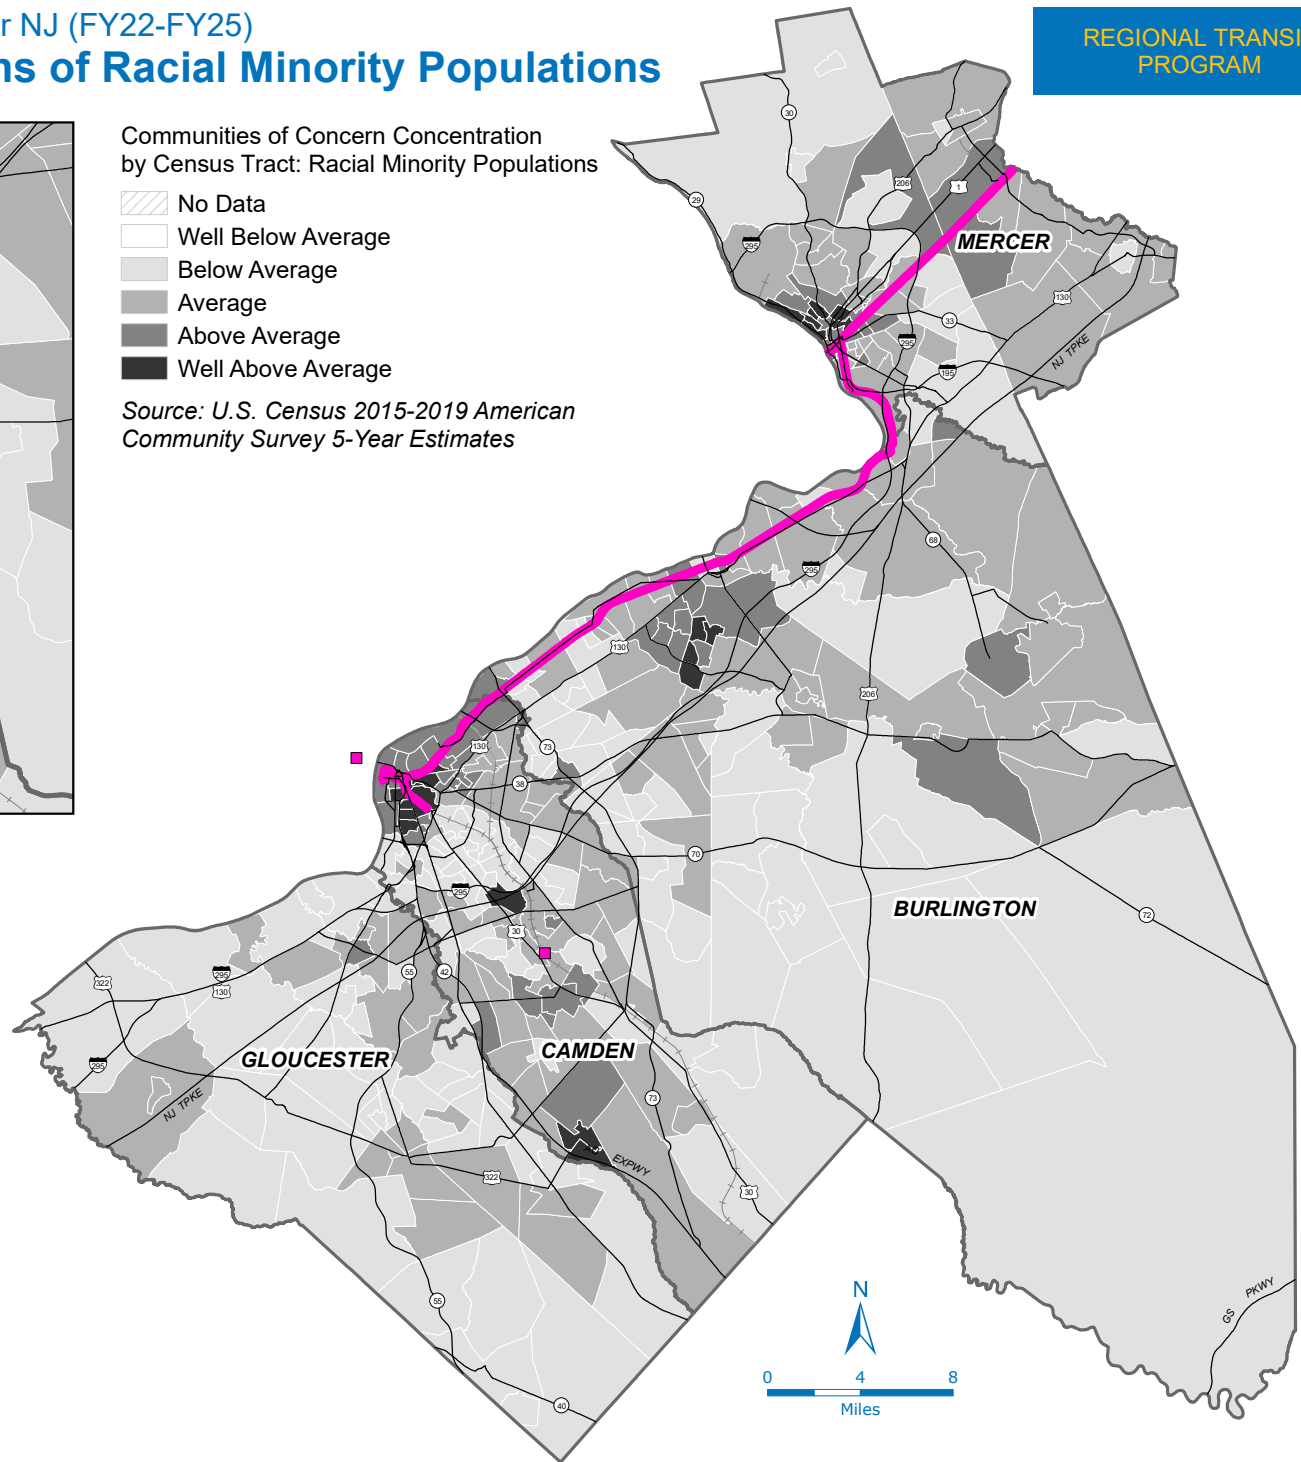 r NJ (FY22-FY25)
ns of Racial Minority Populations
REGIONAL TRANSI
PROGRAM
Communities of Concern Concentration
by Census Tract: Racial Minority Populations
No Data
Well Below Average
Below Average
Average
Above Average
Well Above Average
Source: U.S. Census 2015-2019 American
Community Survey 5-Year Estimates
30
29
206
1
295
MERCER
130
33
295
195
NJ TPKE
68
295
130
206
73
130
38
70
295
BURLINGTON
72
30
55
42
322
295
130
295
GLOUCESTER
CAMDEN
NJ TPKE
73
EXPWY
322
30
55
40
N
0 4 8
Miles
GS PKWY